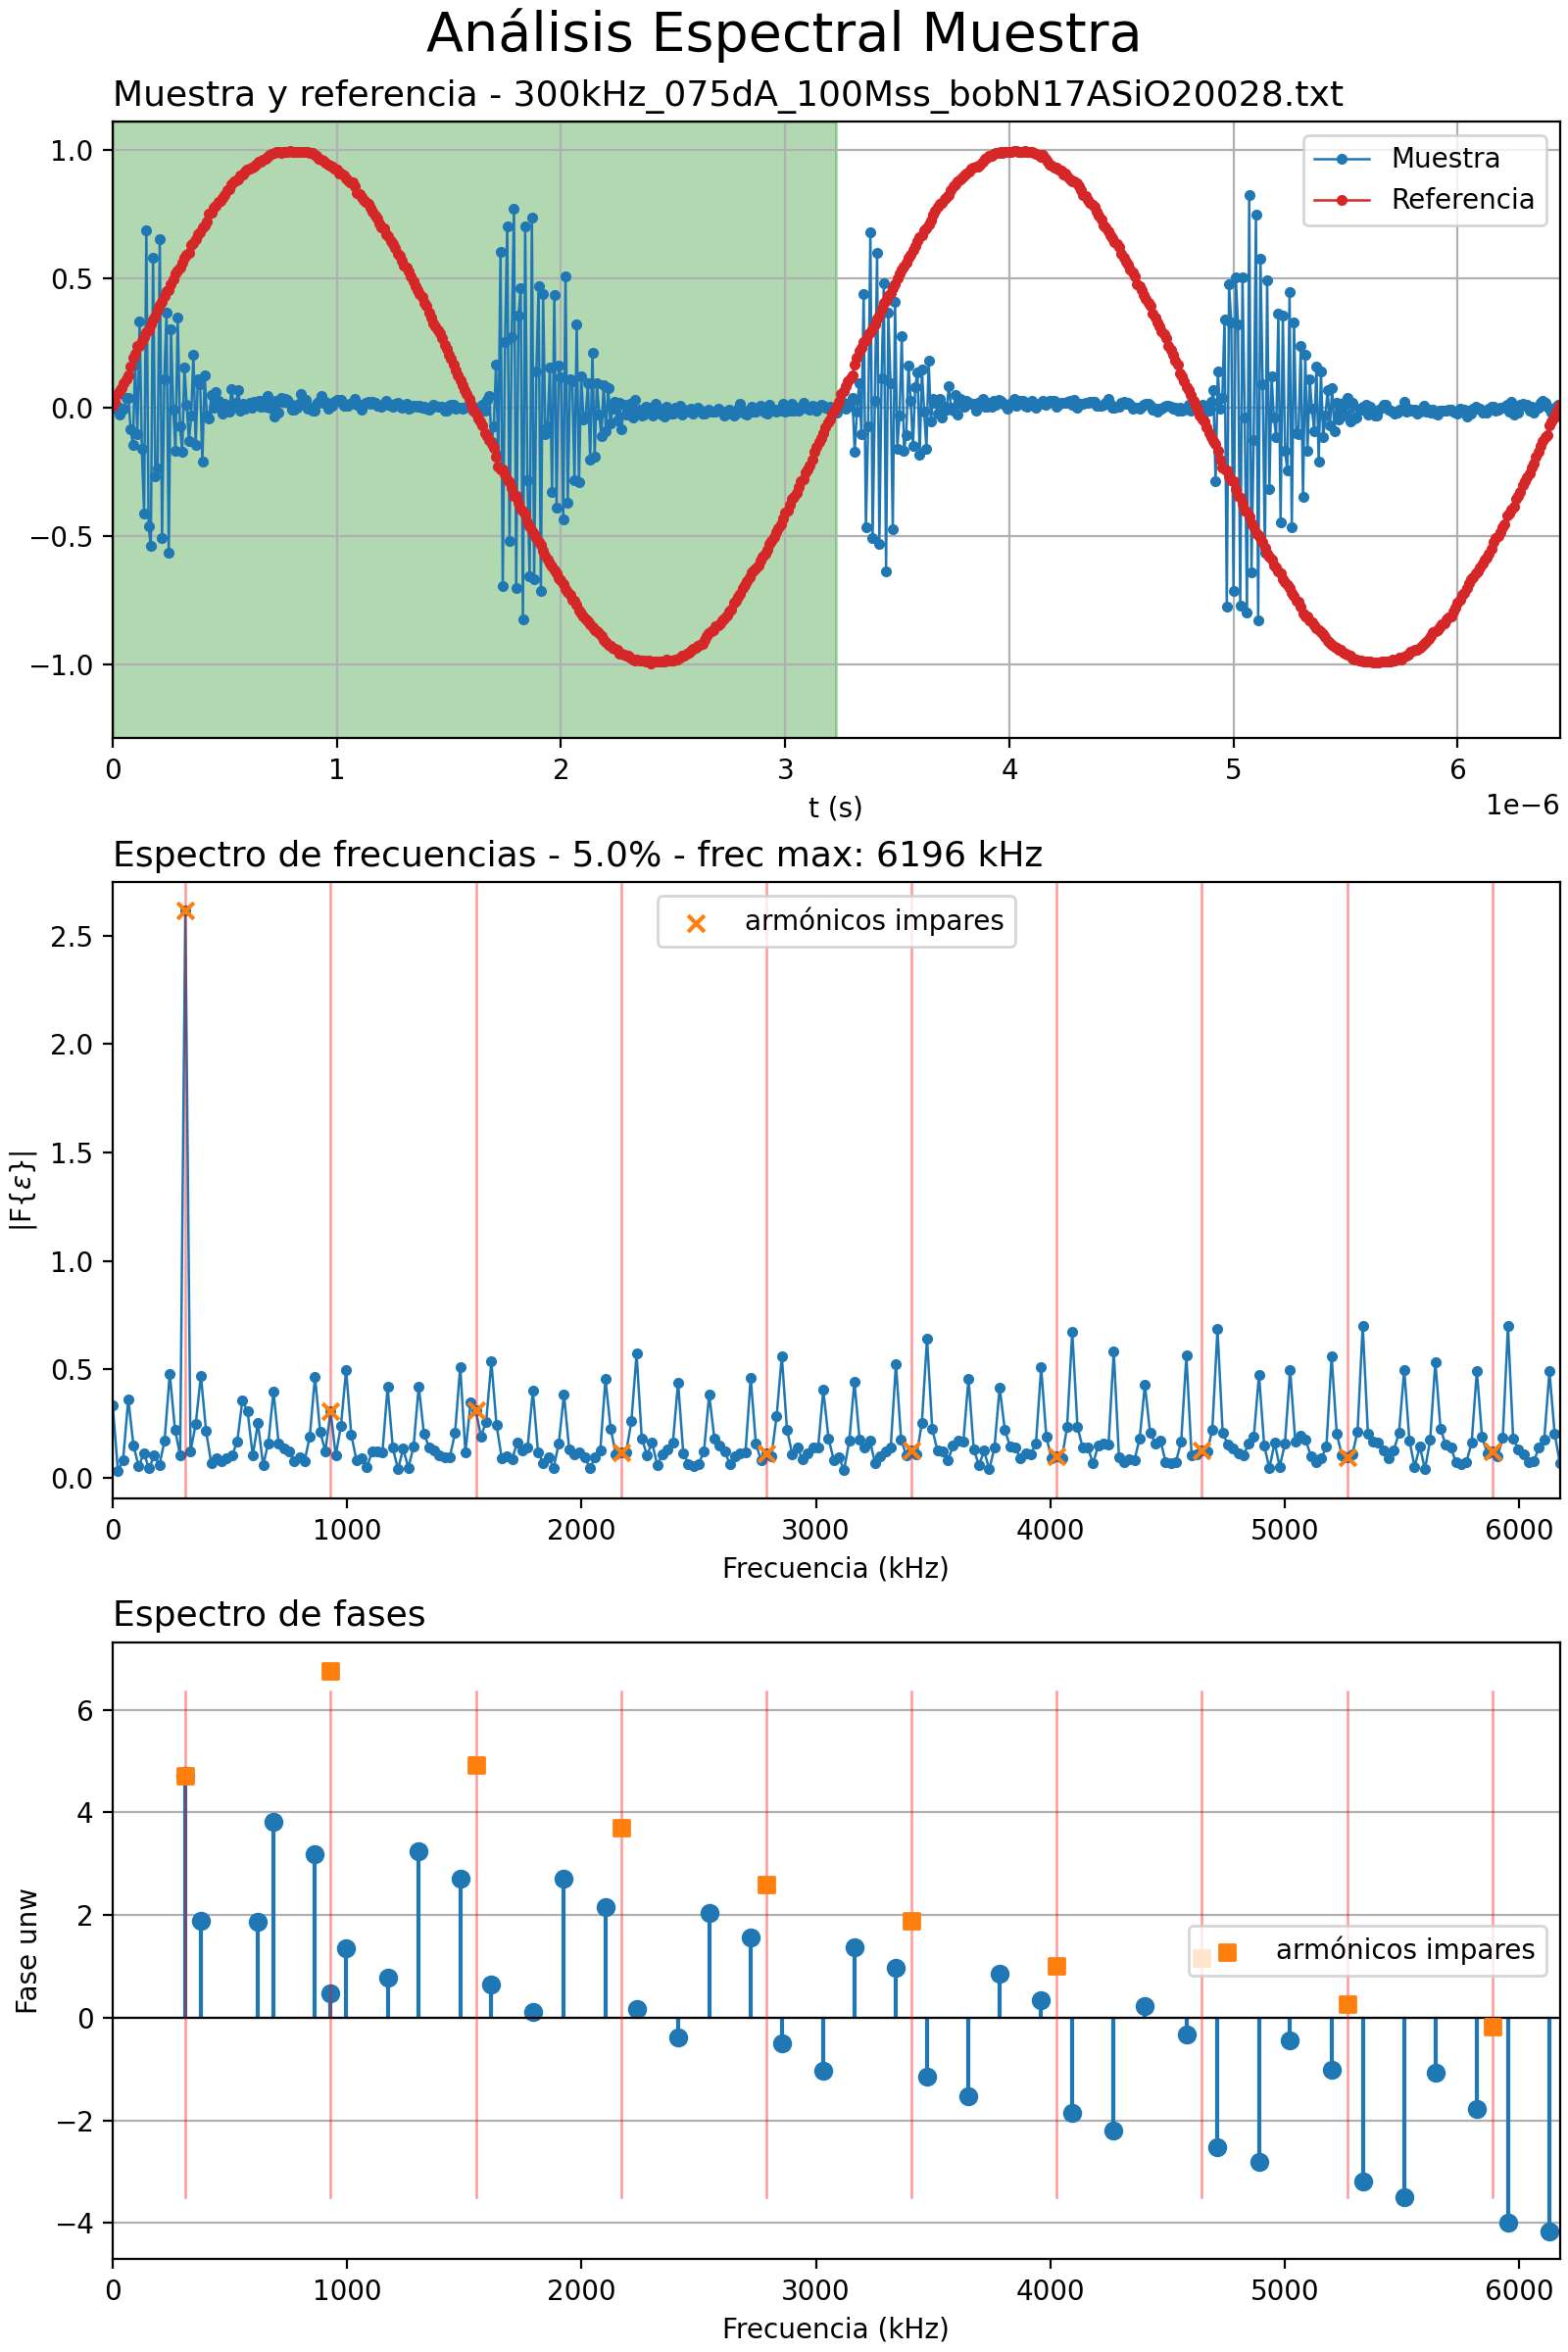 Análisis Espectral Muestra
Muestra y referencia - 300kHz_075dA_100Mss_bobN17ASiO20028.txt
1.0
0.5
0.0
−0.5
−1.0
Muestra
Referencia
0 1 2 3 4 5 6
t (s)
1e−6
Espectro de frecuencias - 5.0% - frec max: 6196 kHz
armónicos impares
2.5
2.0
1.5
1.0
0.5
0.0
|F{ε}|
0 1000 2000 3000 4000 5000 6000
Frecuencia (kHz)
Espectro de fases
6
4
2
0
−2
−4
Fase unw
armónicos impares
0 1000 2000 3000 4000 5000 6000
Frecuencia (kHz)